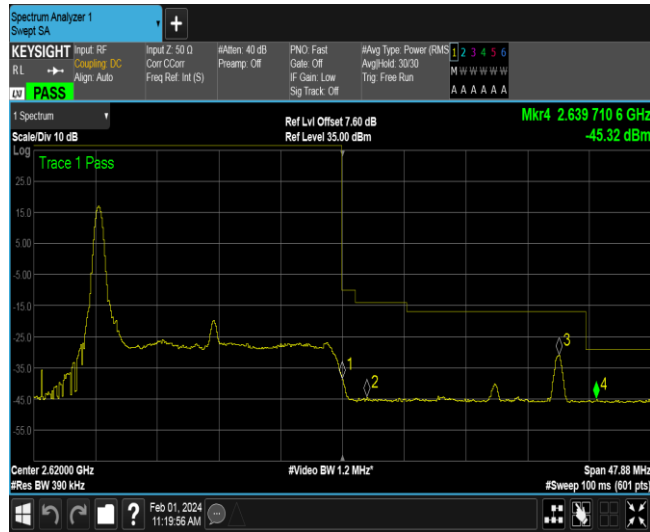 Spectrum Analyzer 1
Swept SA
KEYSIGHT Input: RF Input Z: 50 Ω #Atten: 40 dB PNO: Fast #Avg Type: Power (RMS 1 2 3 4 5 6
RL Coupling: DC Corr CCorr Preamp: Off Gate: Off Avg|Hold: 30/30 M W W W W W
Align: Auto Freq Ref: Int (S) IF Gain: Low Trig: Free Run
LXI PASS Sig Track: Off A A A A A A
1 Spectrum Ref Lvl Offset 7.60 dB Mkr4 2.639 710 6 GHz
Scale/Div 10 dB Ref Level 35.00 dBm -45.32 dBm
Log
Trace 1 Pass
25.0
15.0
5.00
-5.00
-15.0
-25.0
3
1
-35.0
2
4
-45.0
-55.0
Center 2.62000 GHz #Video BW 1.2 MHz* Span 47.88 MHz
#Res BW 390 kHz #Sweep 100 ms (601 pts)
? Feb 01, 2024
11:19:56 AM